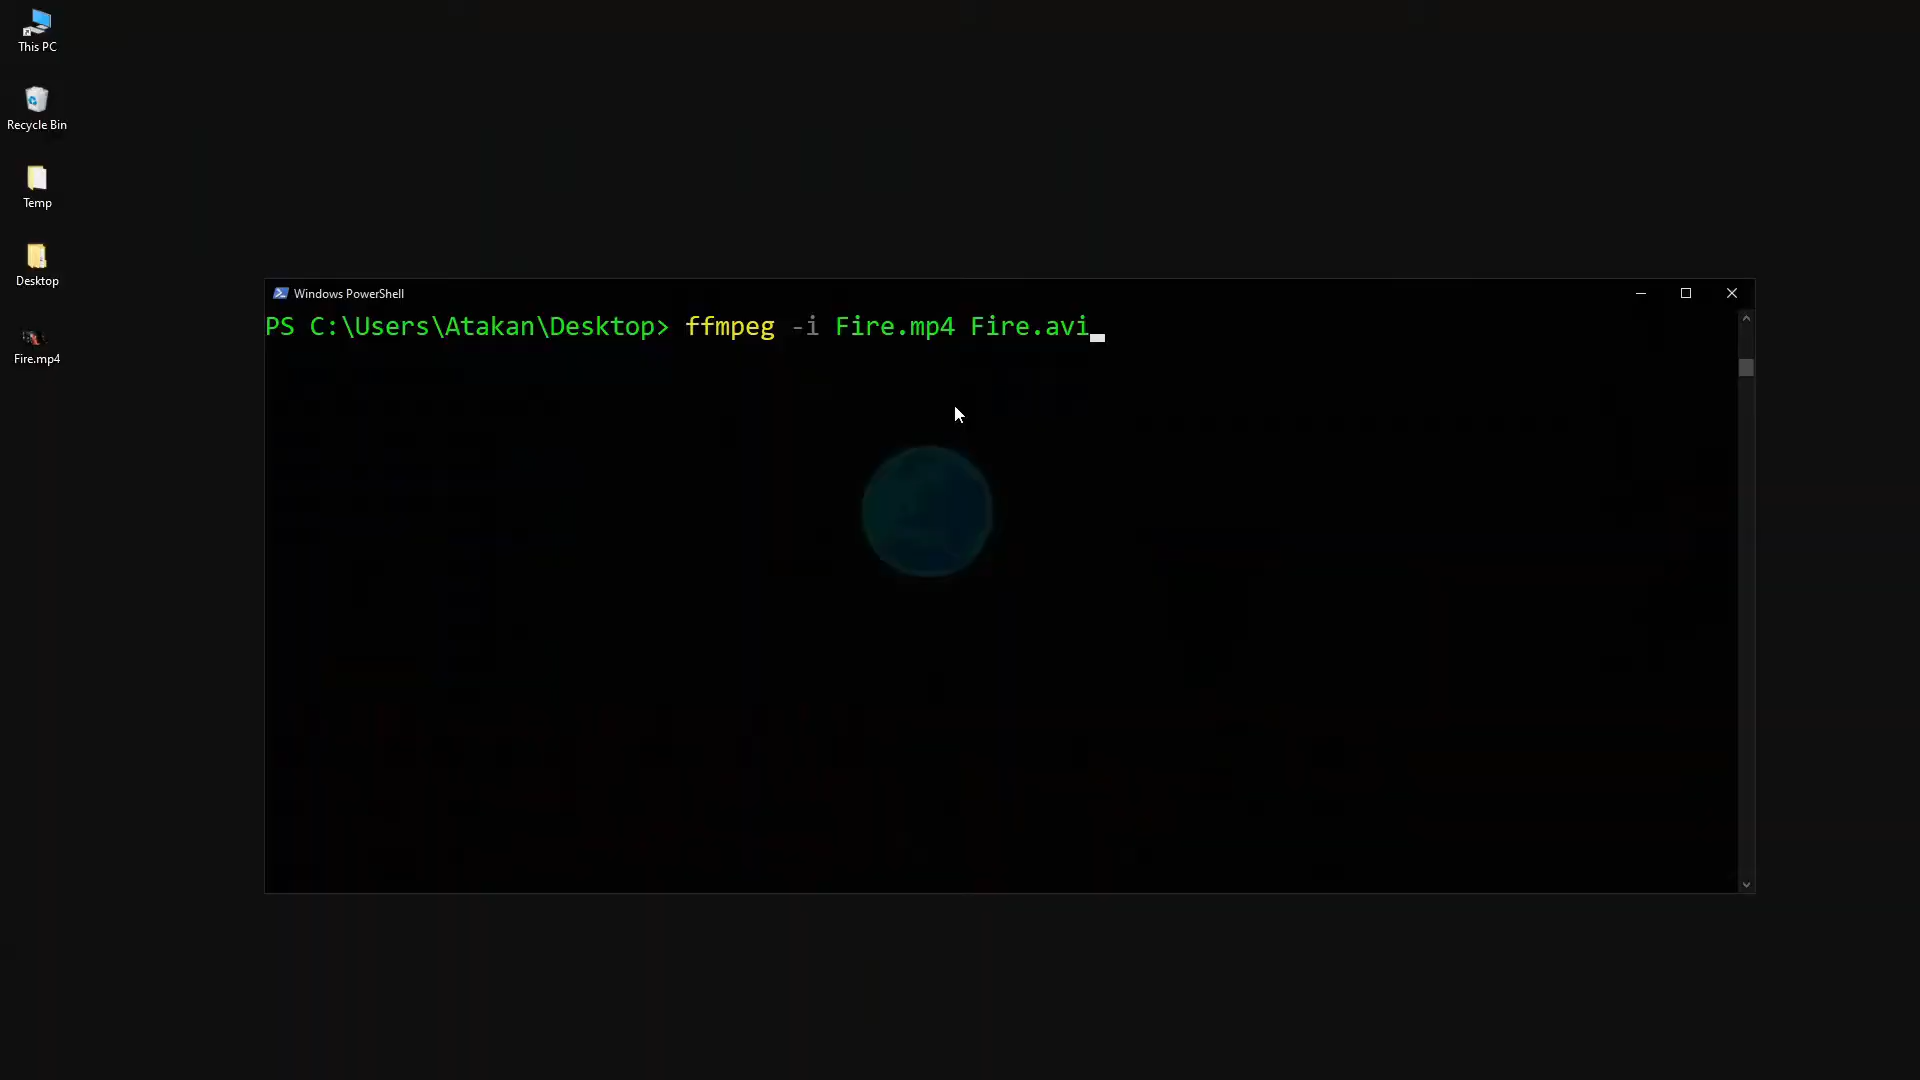 This PC
Recycle Bin
Temp
Desktop
Fire.mp4
Windows PowerShell
PS C:\Users\Atakan\Desktop> ffmpeg -i Fire.mp4 Fire.avi